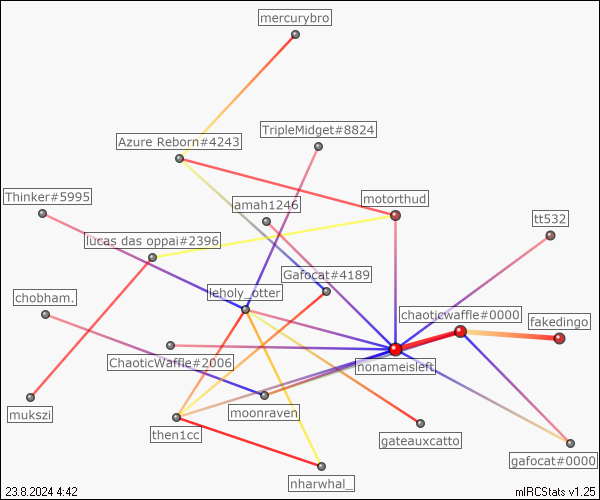 mercurybro
TripleMidget#8824
Azure Reborn#4243
Thinker#5995
amah1246
motorthud
tt532
lucas das oppai#2396
Gafocat#4189
leholy_otter
chobham.
chaoticwaffle#0000
fakedingo
ChaoticWaffle#2006
nonameisleft
mukszi
moonraven
then1cc
gateauxcatto
gafocat#0000
nharwhal_
23.8.2024 4:42
mIRCStats v1.25